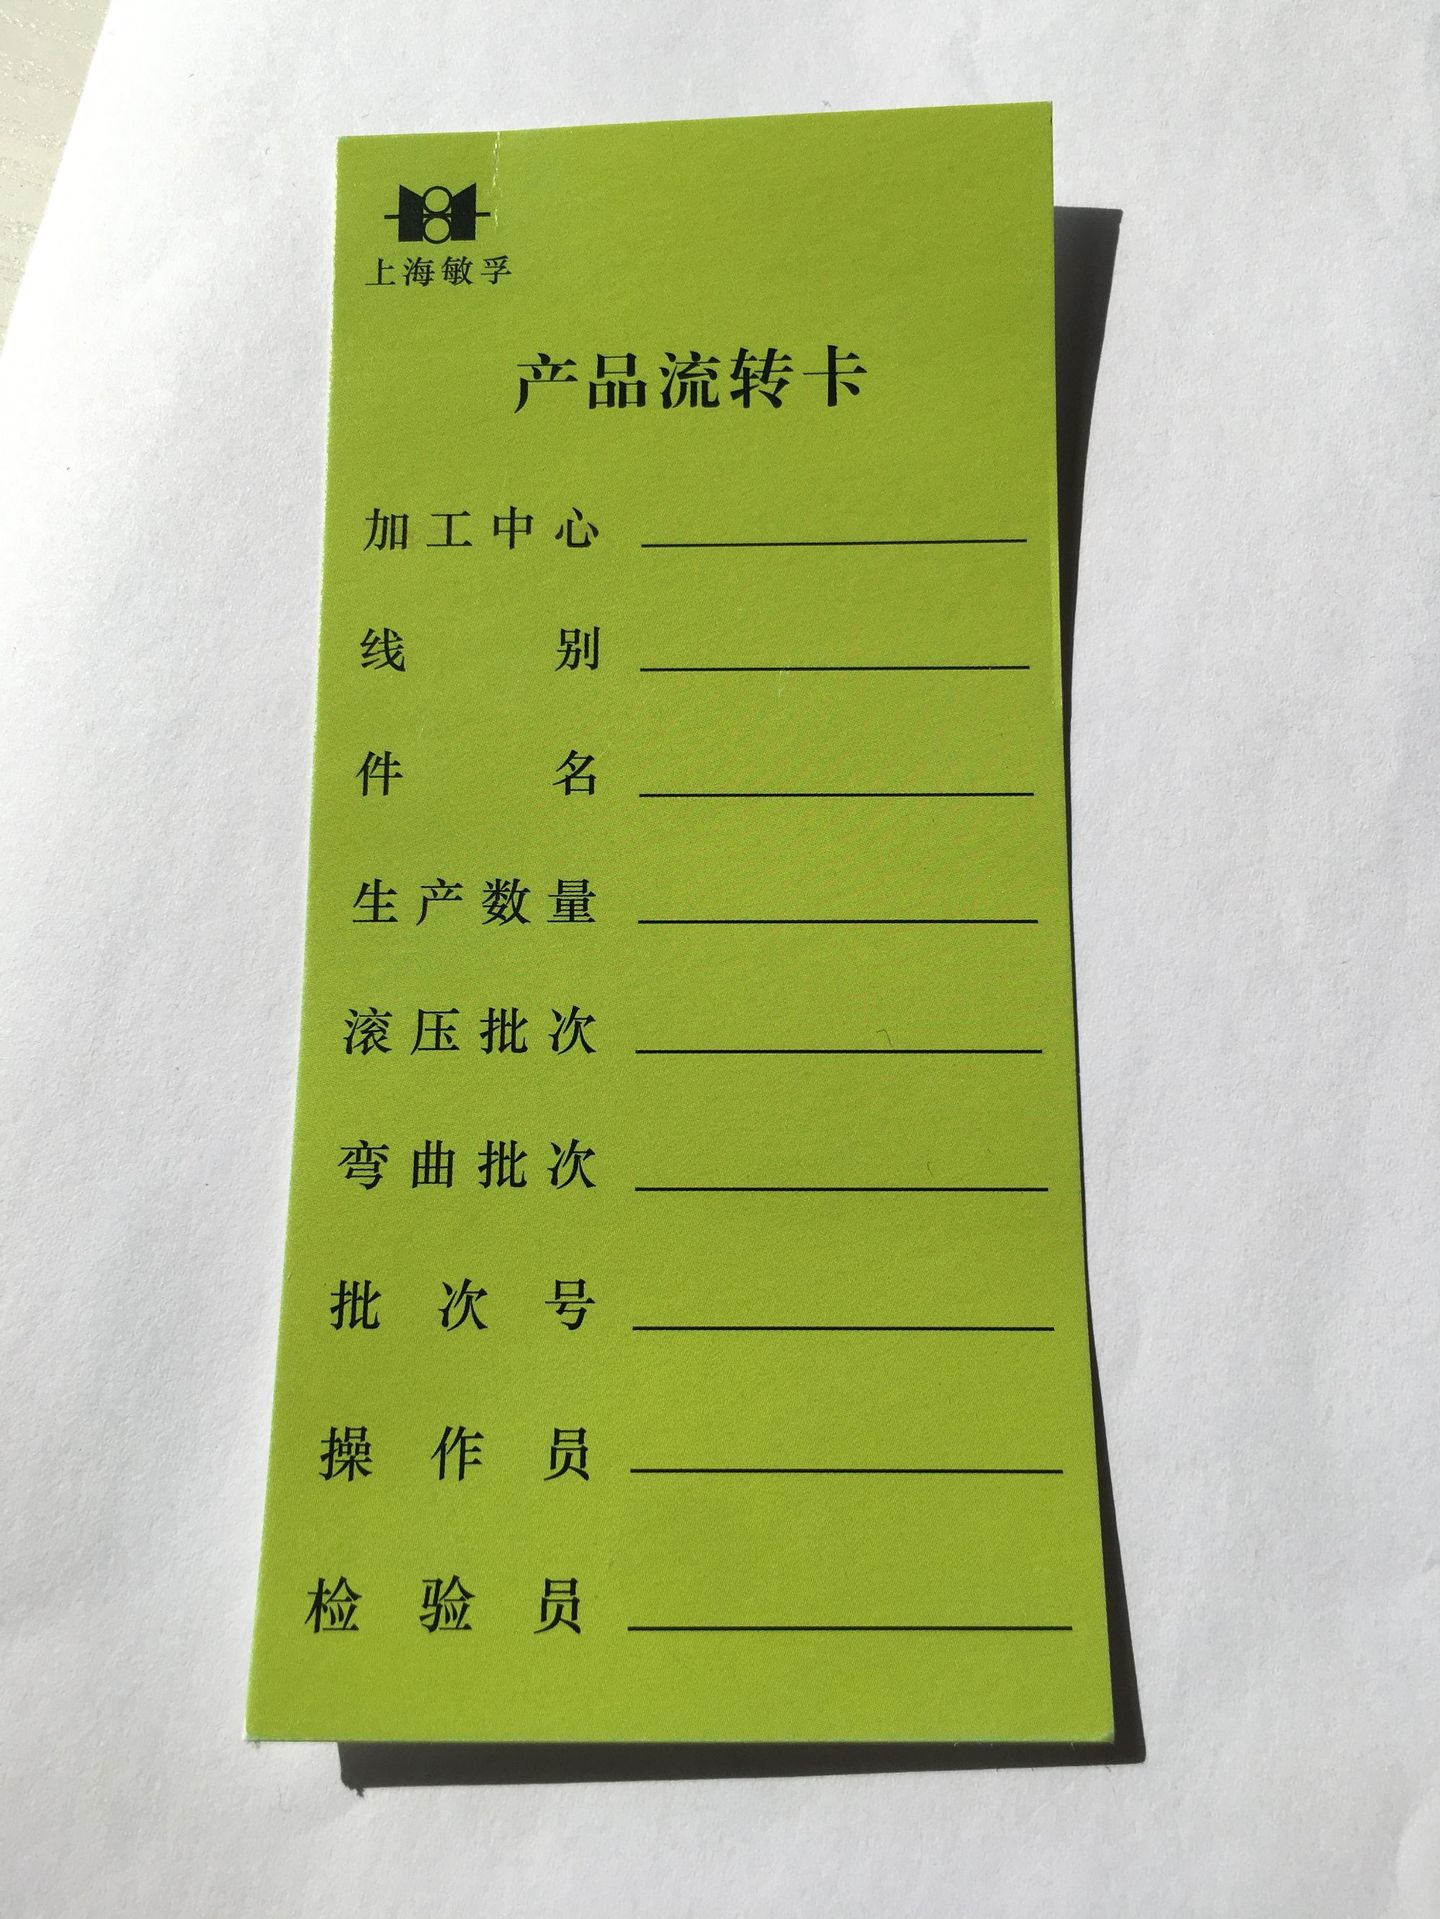 上海敏孚
产品流转卡
加工中心
线别
件名
生产数量
滚压批次
弯曲批次
批次号
操作员
检验员